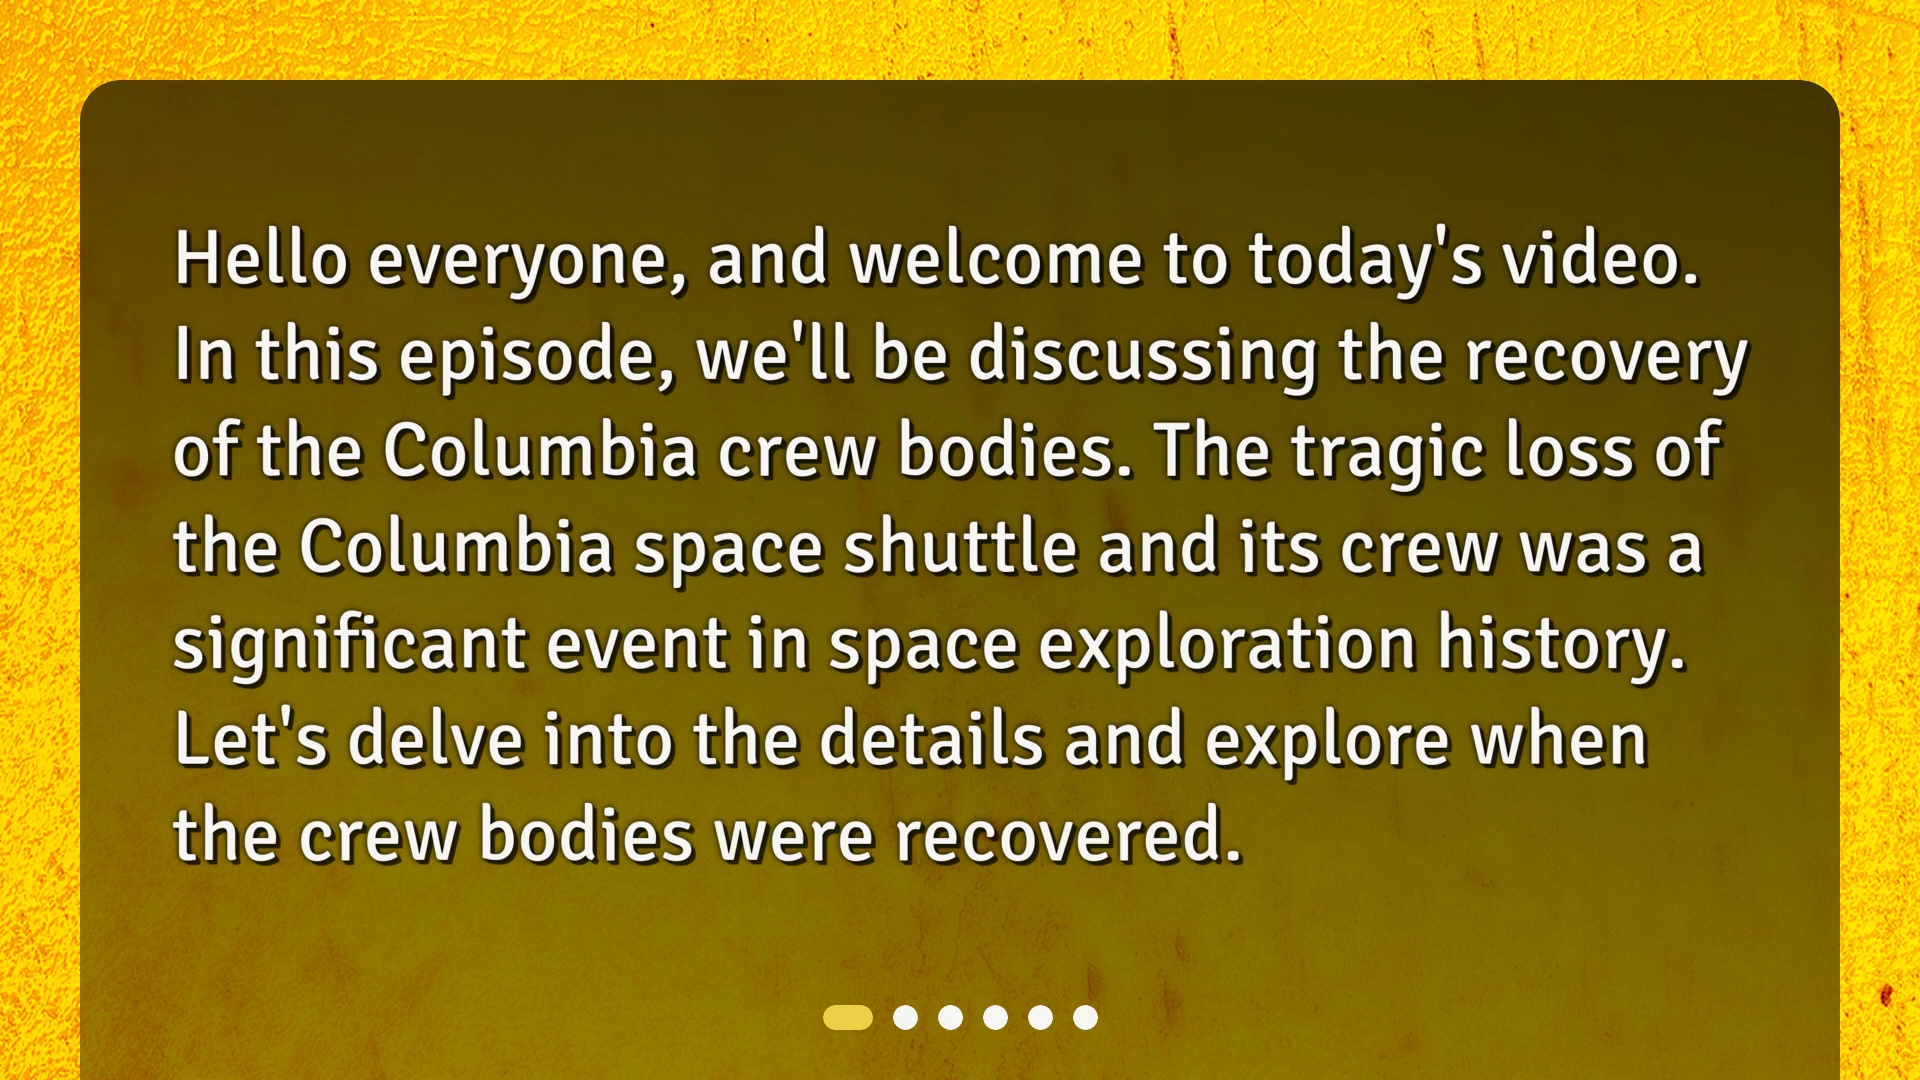 Hello everyone, and welcome to today's video.
In this episode, we'll be discussing the recovery
of the Columbia crew bodies. The tragic loss of
the Columbia space shuttle and its crew was a
significant event in space exploration history.
Let's delve into the details and explore when
the crew bodies were recovered.